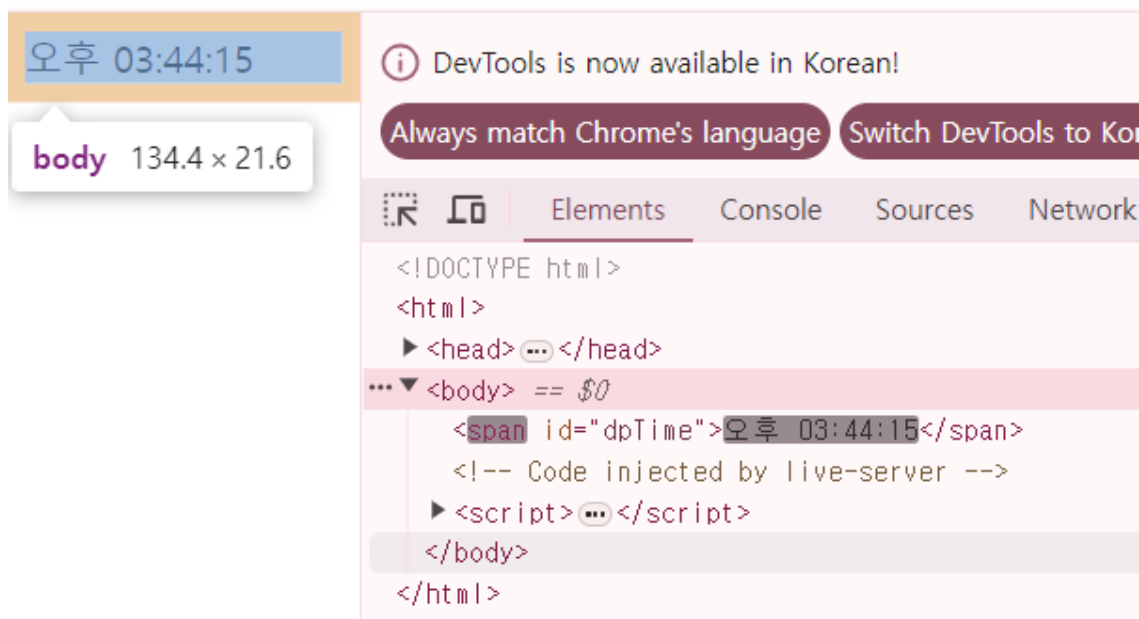 오후 03:44:15
body 134.4 × 21.6
DevTools is now available in Korean!
Always match Chrome's language Switch DevTools to Kor
Elements Console Sources Network
<!DOCTYPE html>
<html>
<head>…</head>
<body> == $0
<span id="dpTime">오후 03:44:15</span>
<!-- Code injected by live-server -->
<script>…</script>
</body>
</html>